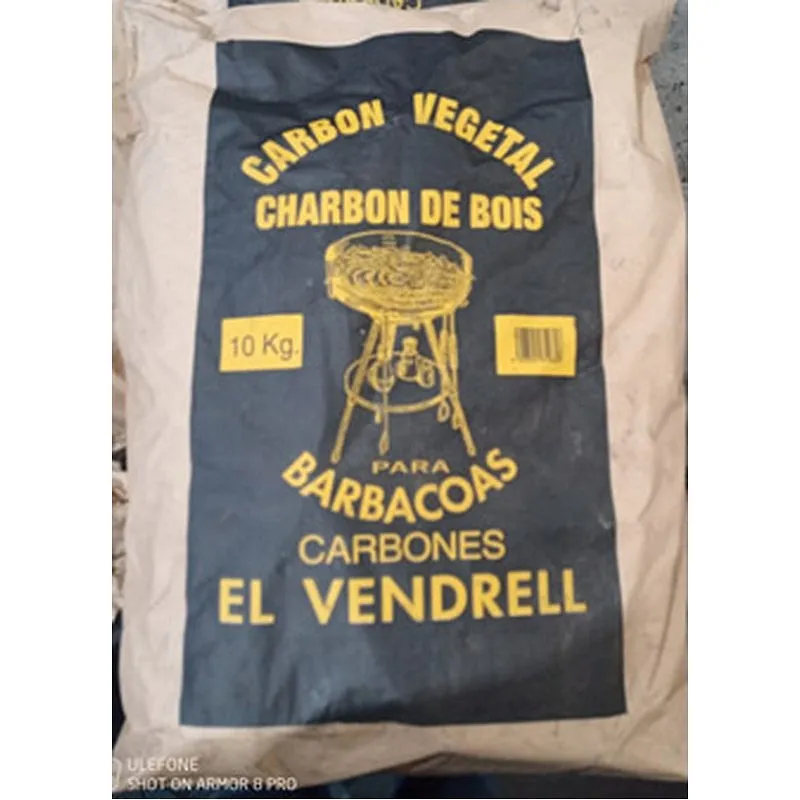 CARBON VEGETAL
CHARBON DE BOIS
10 Kg.
PARA
BARBACOAS
CARBONES
EL VENDRELL
ULEFONE
SHOT ON ARMOR 8 PRO